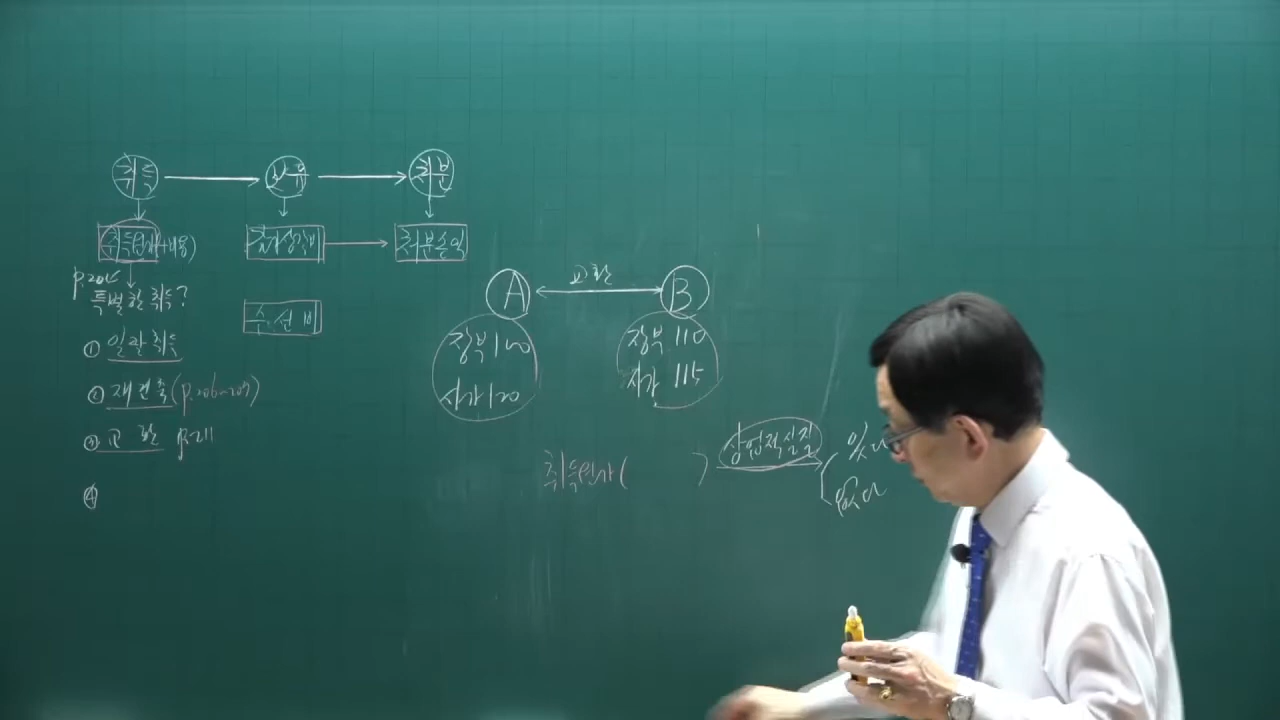 취득 → 보유 → 처분
취득원가(+비용) 감가상각비 → 처분손익
특별한 취득?
수선비
① 일괄취득
② 재건축 (p.206~209)
③ 교환 p.211
④
A ↔ 교환 B
장부 100 장부 110
시가 120 시가 115
취득원가( ) 상업적실질
있다
없다